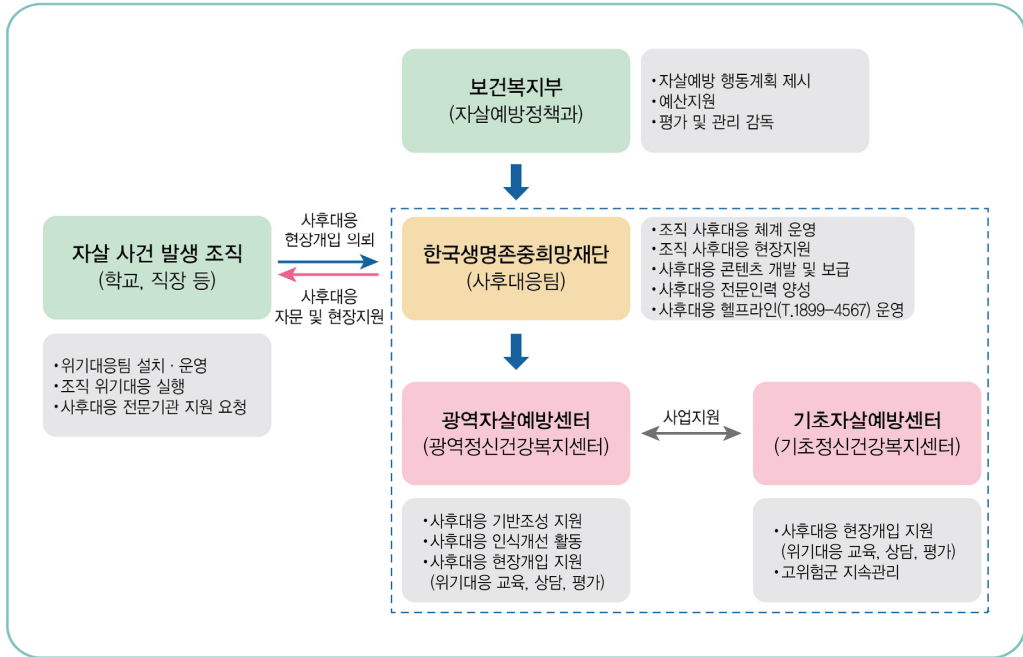 보건복지부
(자살예방정책과)
• 자살예방 행동계획 제시
• 예산지원
• 평가 및 관리 감독
자살 사건 발생 조직
(학교, 직장 등)
사후대응
현장개입 의뢰
사후대응
자문 및 현장지원
한국생명존중희망재단
(사후대응팀)
• 조직 사후대응 체계 운영
• 조직 사후대응 현장지원
• 사후대응 콘텐츠 개발 및 보급
• 사후대응 전문인력 양성
• 사후대응 헬프라인(T.1899-4567) 운영
• 위기대응팀 설치 · 운영
• 조직 위기대응 실행
• 사후대응 전문기관 지원 요청
광역자살예방센터
(광역정신건강복지센터)
사업지원
기초자살예방센터
(기초정신건강복지센터)
• 사후대응 기반조성 지원
• 사후대응 인식개선 활동
• 사후대응 현장개입 지원
(위기대응 교육, 상담, 평가)
• 사후대응 현장개입 지원
(위기대응 교육, 상담, 평가)
• 고위험군 지속관리